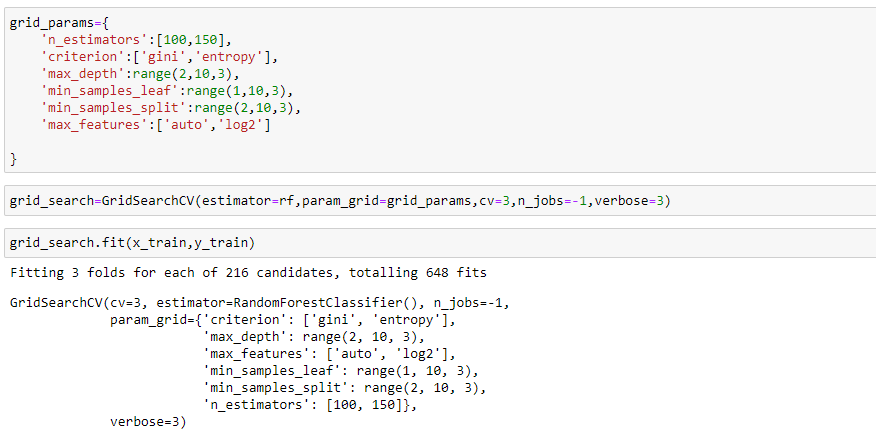 grid_params={
    'n_estimators':[100,150],
    'criterion':['gini','entropy'],
    'max_depth':range(2,10,3),
    'min_samples_leaf':range(1,10,3),
    'min_samples_split':range(2,10,3),
    'max_features':['auto','log2']
}
grid_search=GridSearchCV(estimator=rf,param_grid=grid_params,cv=3,n_jobs=-1,verbose=3)
grid_search.fit(x_train,y_train)
Fitting 3 folds for each of 216 candidates, totalling 648 fits
GridSearchCV(cv=3, estimator=RandomForestClassifier(), n_jobs=-1,
             param_grid={'criterion': ['gini', 'entropy'],
                         'max_depth': range(2, 10, 3),
                         'max_features': ['auto', 'log2'],
                         'min_samples_leaf': range(1, 10, 3),
                         'min_samples_split': range(2, 10, 3),
                         'n_estimators': [100, 150]},
             verbose=3)